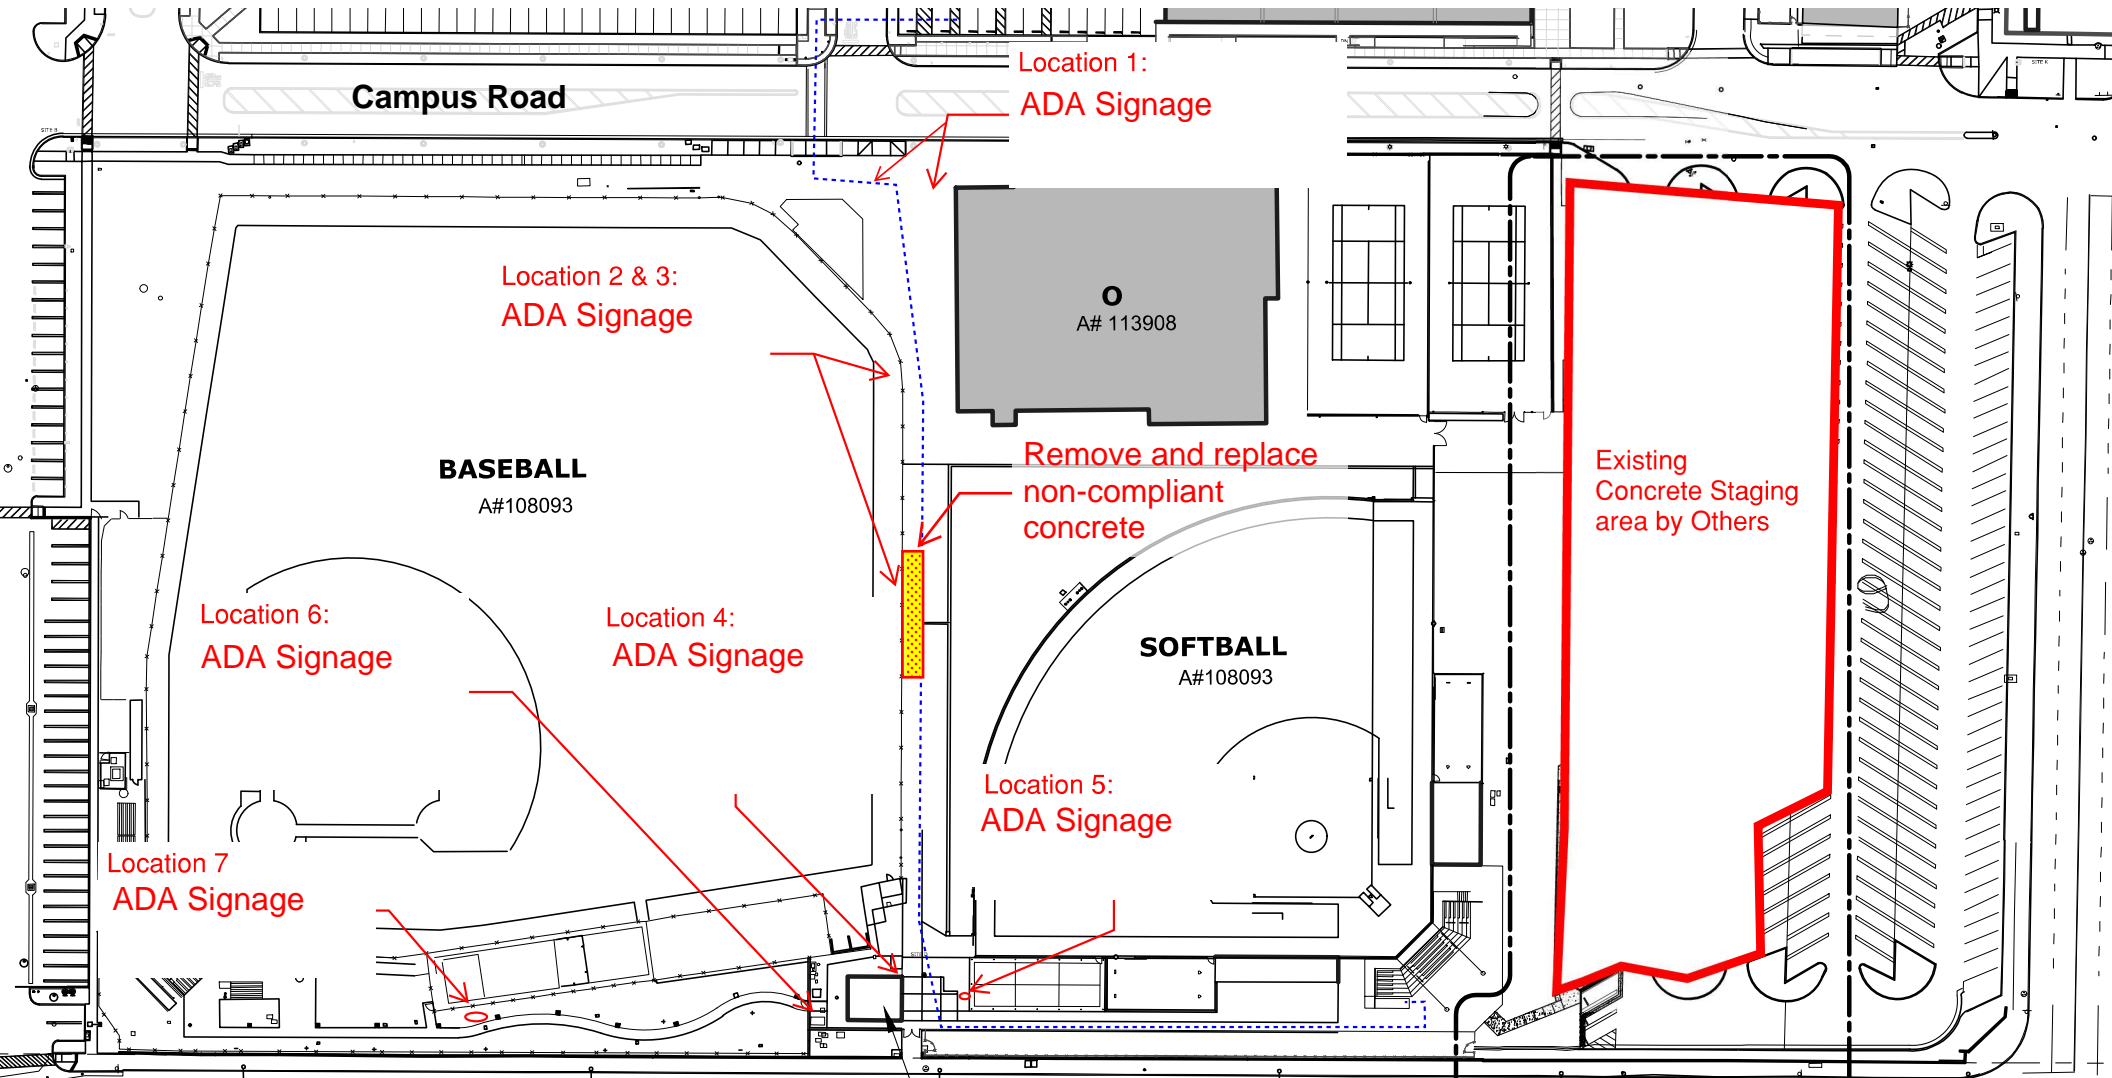 Campus Road
Location 1:
ADA Signage
Location 2 & 3:
ADA Signage
O
A# 113908
BASEBALL
A#108093
Remove and replace
non-compliant
concrete
Existing
Concrete Staging
area by Others
Location 6:
ADA Signage
Location 4:
ADA Signage
SOFTBALL
A#108093
Location 5:
ADA Signage
Location 7
ADA Signage
SITE B
SITE K